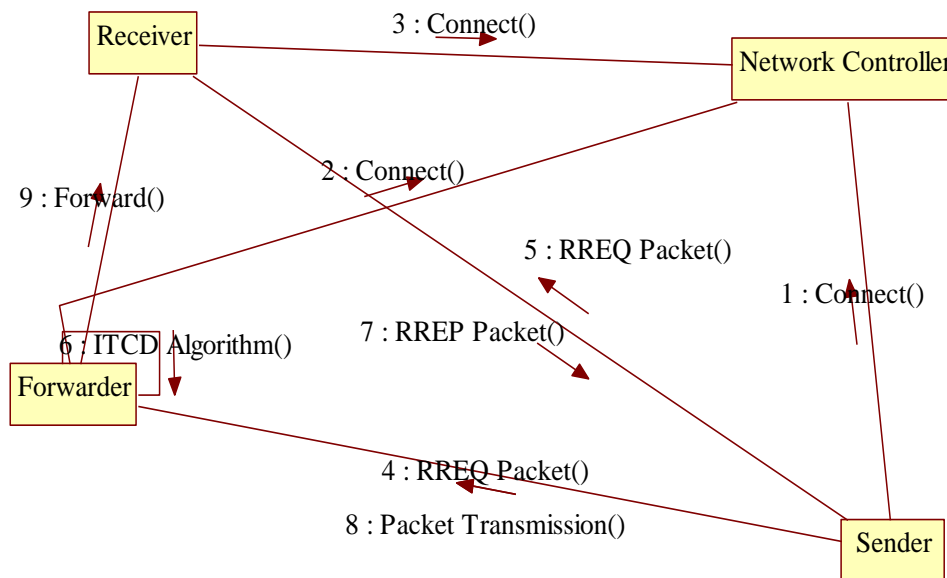 3 : Connect()
Receiver
Network Controller
2 : Connect()
9 : Forward()
5 : RREQ Packet()
1 : Connect()
7 : RREP Packet()
6 : ITCD Algorithm()
Forwarder
4 : RREQ Packet()
8 : Packet Transmission()
Sender